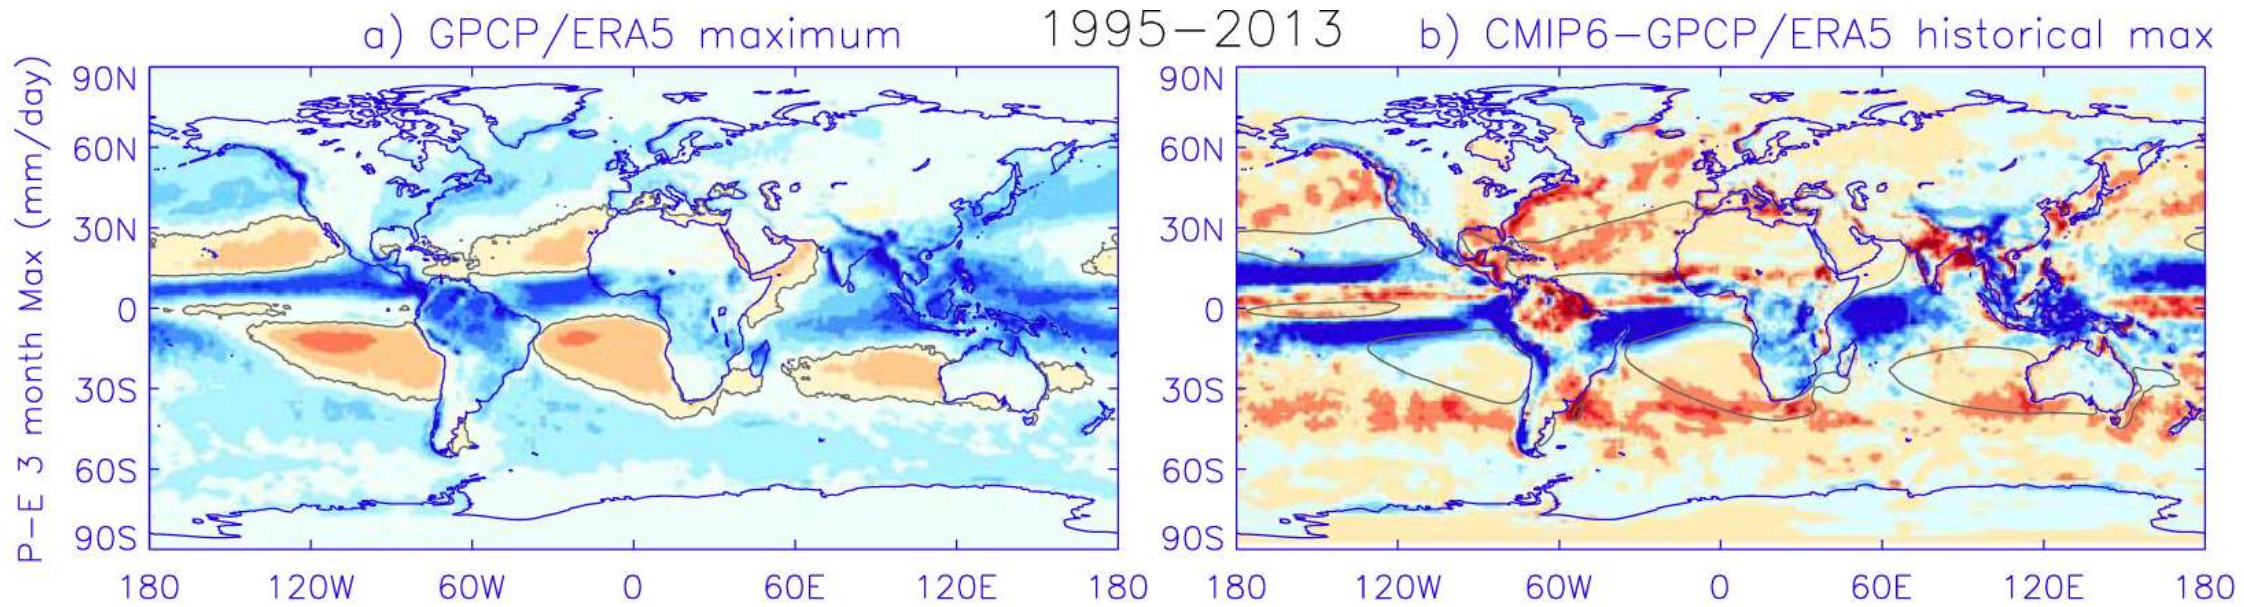 a) GPCP/ERA5 maximum 1995-2013 b) CMIP6-GPCP/ERA5 historical max
P-E 3 month Max (mm/day)
90N
60N
30N
0
30S
60S
90S
180 120W 60W 0 60E 120E 180
90N
60N
30N
0
30S
60S
90S
180 120W 60W 0 60E 120E 180